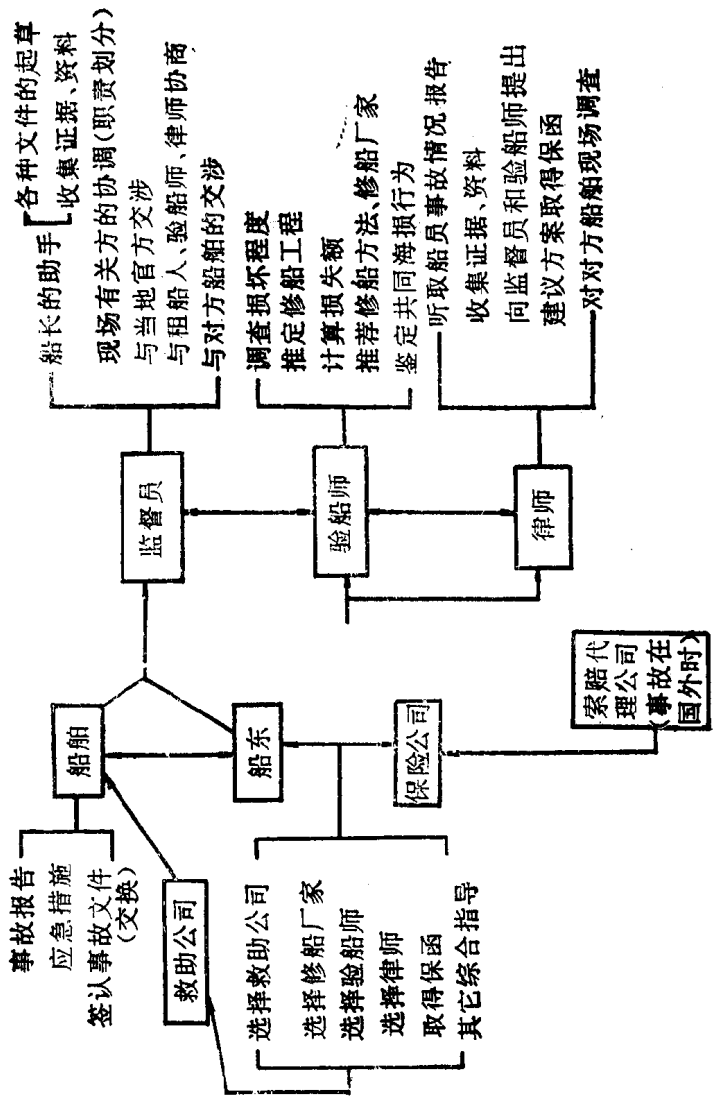 事故报告
应急措施
签认事故文件
(交换)
船舶
救助公司
船东
选择救助公司
选择修船厂家
选择验船师
选择律师
取得保函
其它综合指导
保险公司
索赔代
理公司
(事故在
国外时)
监督员
船长的助手
各种文件的起草
收集证据、资料
现场有关方的协调(职责划分)
与当地官方交涉
与租船人、验船师、律师协商
与对方船舶的交涉
验船师
调查损坏程度
推定修船工程
计算损失额
推荐修船方法、修船厂家
鉴定共同海损行为
律师
听取船员事故情况报告
收集证据、资料
向监督员和验船师提出
建议方案取得保函
对对方船舶现场调查